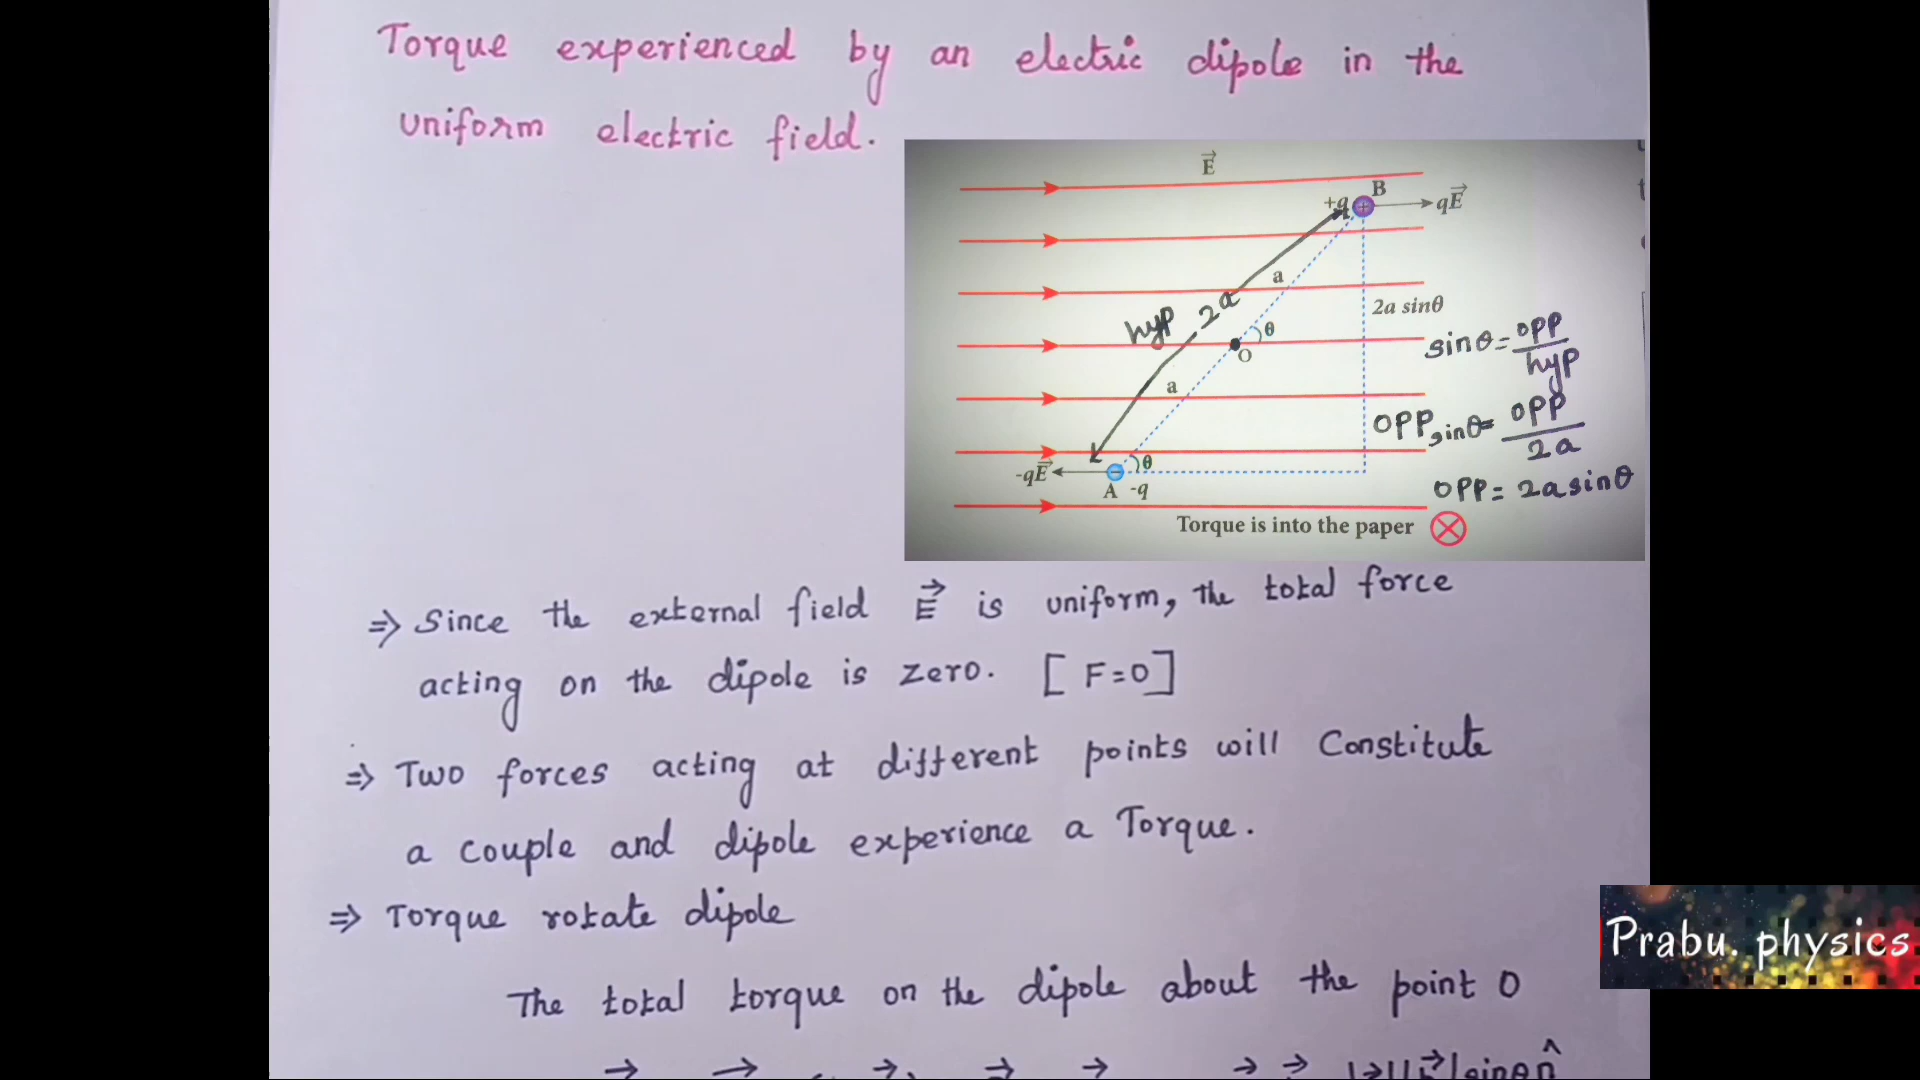 Torque experienced by an electric dipole in the
uniform electric field.
E⃗
B
+q
qE⃗
a
hyp 2a
2a sinθ
θ
O
sinθ = opp/hyp
a
OPP
sinθ = opp/2a
-qE⃗
θ
A -q
OPP = 2a sinθ
Torque is into the paper
⇒ Since the external field E⃗ is uniform, the total force
acting on the dipole is zero. [F=0]
⇒ Two forces acting at different points will Constitute
a couple and dipole experience a Torque.
⇒ Torque rotate dipole
Prabu. physics
The total torque on the dipole about the point O